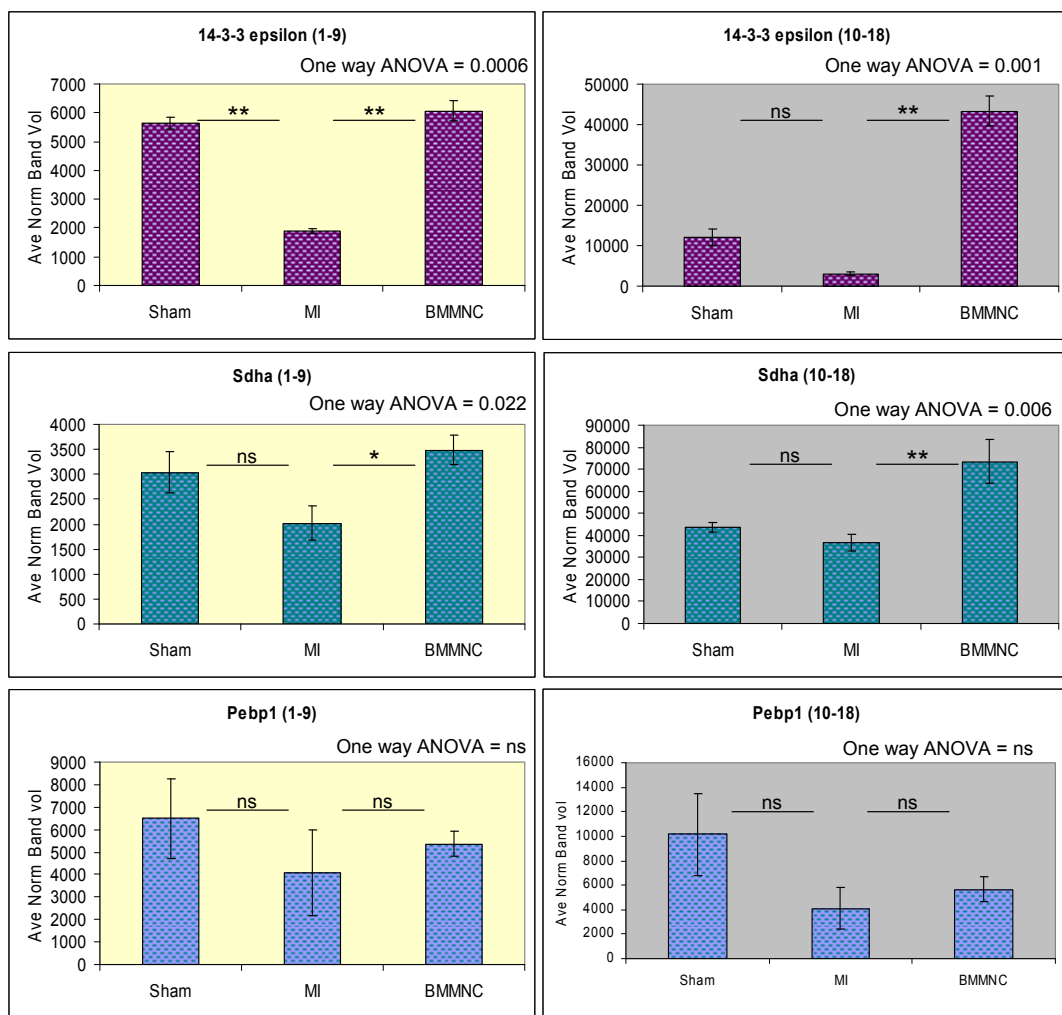 14-3-3 epsilon (1-9)
One way ANOVA = 0.0006
Ave Norm Band Vol
7000
6000
5000
4000
3000
2000
1000
0
** **
Sham MI BMMNC
14-3-3 epsilon (10-18)
One way ANOVA = 0.001
Ave Norm Band Vol
50000
40000
30000
20000
10000
0
ns **
Sham MI BMMNC
Sdha (1-9)
One way ANOVA = 0.022
Ave Norm Band Vol
4000
3500
3000
2500
2000
1500
1000
500
0
ns *
Sham MI BMMNC
Sdha (10-18)
One way ANOVA = 0.006
Ave Norm Band Vol
90000
80000
70000
60000
50000
40000
30000
20000
10000
0
ns **
Sham MI BMMNC
Pebp1 (1-9)
One way ANOVA = ns
Ave Norm Band vol
9000
8000
7000
6000
5000
4000
3000
2000
1000
0
ns ns
Sham MI BMMNC
Pebp1 (10-18)
One way ANOVA = ns
Ave Norm Band vol
16000
14000
12000
10000
8000
6000
4000
2000
0
ns ns
Sham MI BMMNC